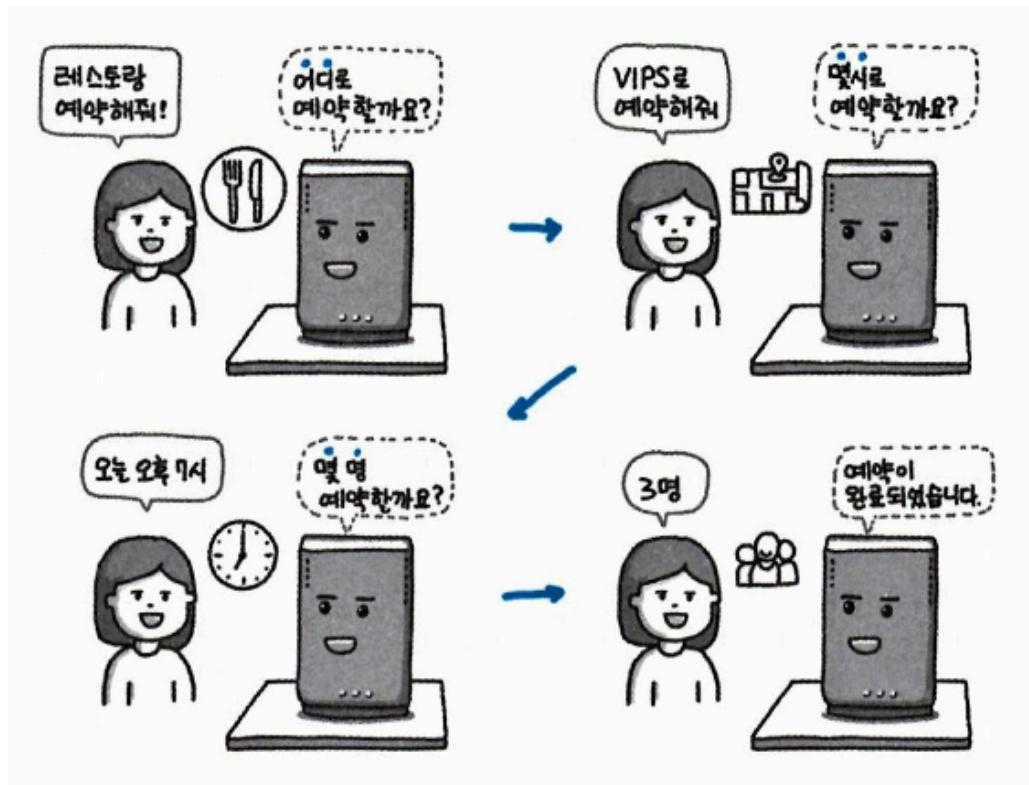 레스토랑
예약해줘!
어디로
예약할까요?
VIPS로
예약해줘
몇시로
예약할까요?
오늘 오후 7시
몇 명
예약할까요?
3명
예약이
완료되었습니다.